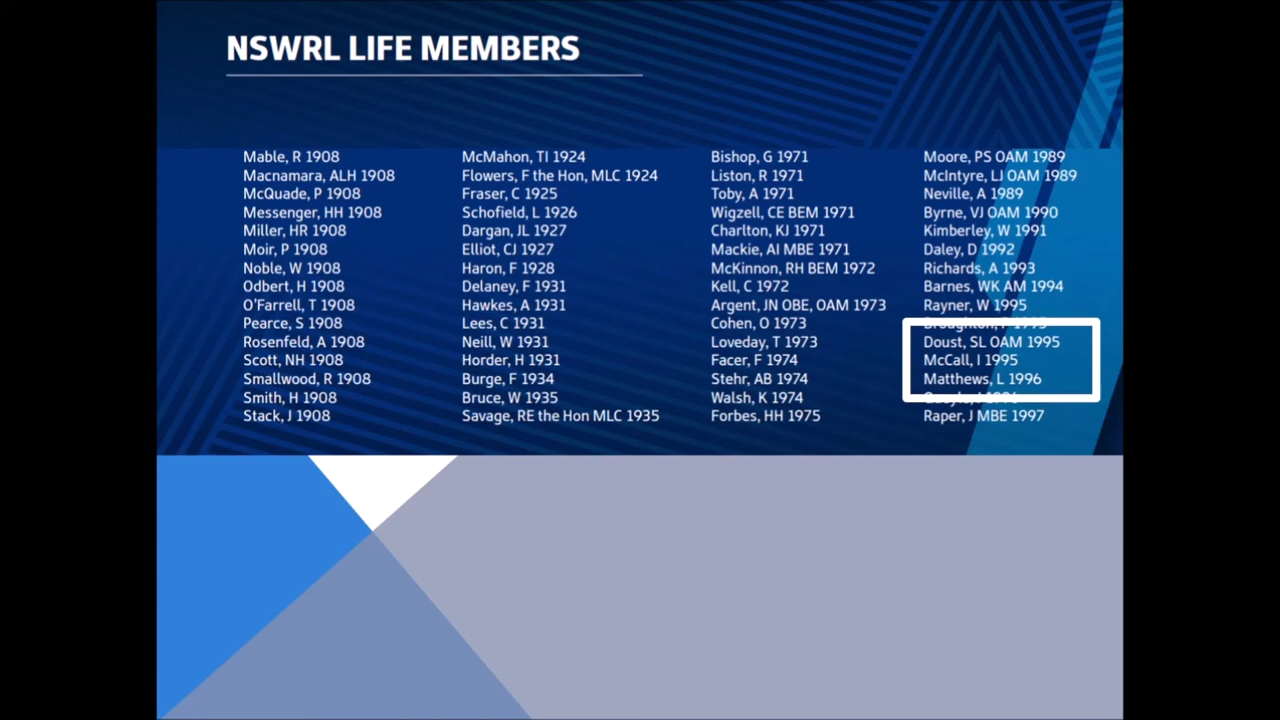 NSWRL LIFE MEMBERS
Mable, R 1908
Macnamara, ALH 1908
McQuade, P 1908
Messenger, HH 1908
Miller, HR 1908
Moir, P 1908
Noble, W 1908
Odbert, H 1908
O'Farrell, T 1908
Pearce, S 1908
Rosenfeld, A 1908
Scott, NH 1908
Smallwood, R 1908
Smith, H 1908
Stack, J 1908
McMahon, TI 1924
Flowers, F the Hon, MLC 1924
Fraser, C 1925
Schofield, L 1926
Dargan, JL 1927
Elliot, CJ 1927
Haron, F 1928
Delaney, F 1931
Hawkes, A 1931
Lees, C 1931
Neill, W 1931
Horder, H 1931
Burge, F 1934
Bruce, W 1935
Savage, RE the Hon MLC 1935
Bishop, G 1971
Liston, R 1971
Toby, A 1971
Wigzell, CE BEM 1971
Charlton, KJ 1971
Mackie, AI MBE 1971
McKinnon, RH BEM 1972
Kell, C 1972
Argent, JN OBE, OAM 1973
Cohen, O 1973
Loveday, T 1973
Facer, F 1974
Stehr, AB 1974
Walsh, K 1974
Forbes, HH 1975
Moore, PS OAM 1989
McIntyre, LJ OAM 1989
Neville, A 1989
Byrne, VJ OAM 1990
Kimberley, W 1991
Daley, D 1992
Richards, A 1993
Barnes, WK AM 1994
Rayner, W 1995
Doust, SL OAM 1995
McCall, I 1995
Matthews, L 1996
Raper, J MBE 1997